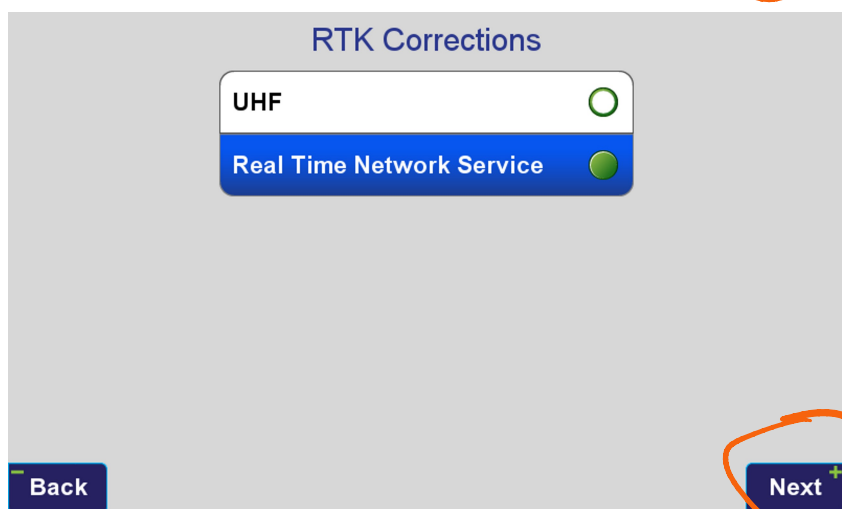 RTK Corrections
UHF
Real Time Network Service
− Back
Next +